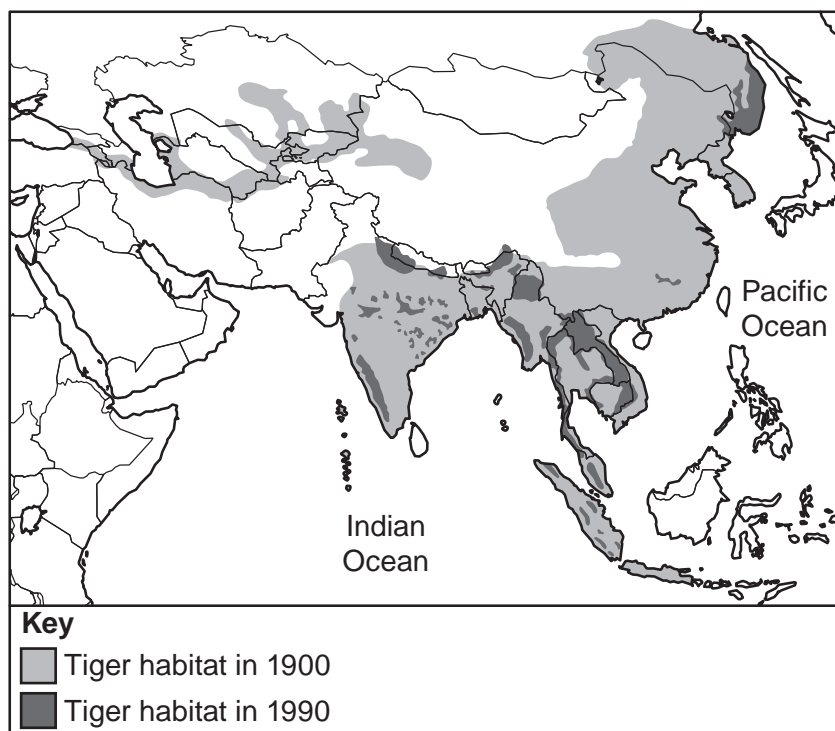 Pacific
Ocean
Indian
Ocean
Key
Tiger habitat in 1900
Tiger habitat in 1990